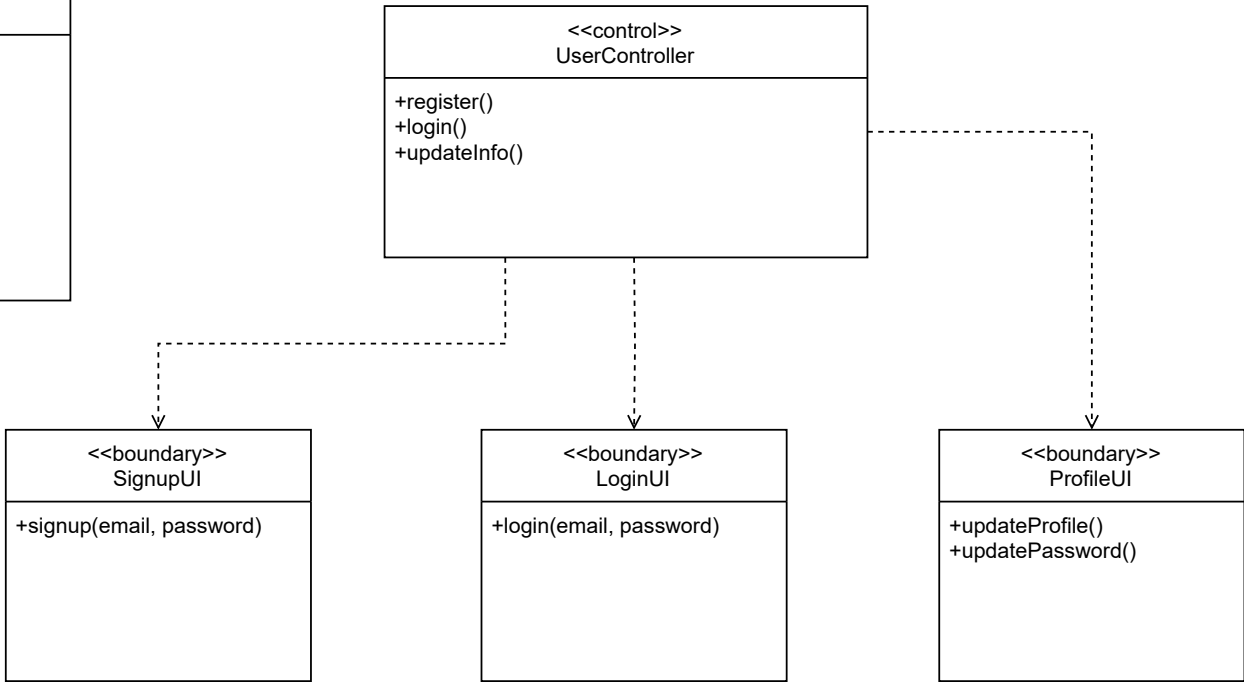 <<control>>
UserController
+register()
+login()
+updateInfo()
<<boundary>>
SignupUI
+signup(email, password)
<<boundary>>
LoginUI
+login(email, password)
<<boundary>>
ProfileUI
+updateProfile()
+updatePassword()